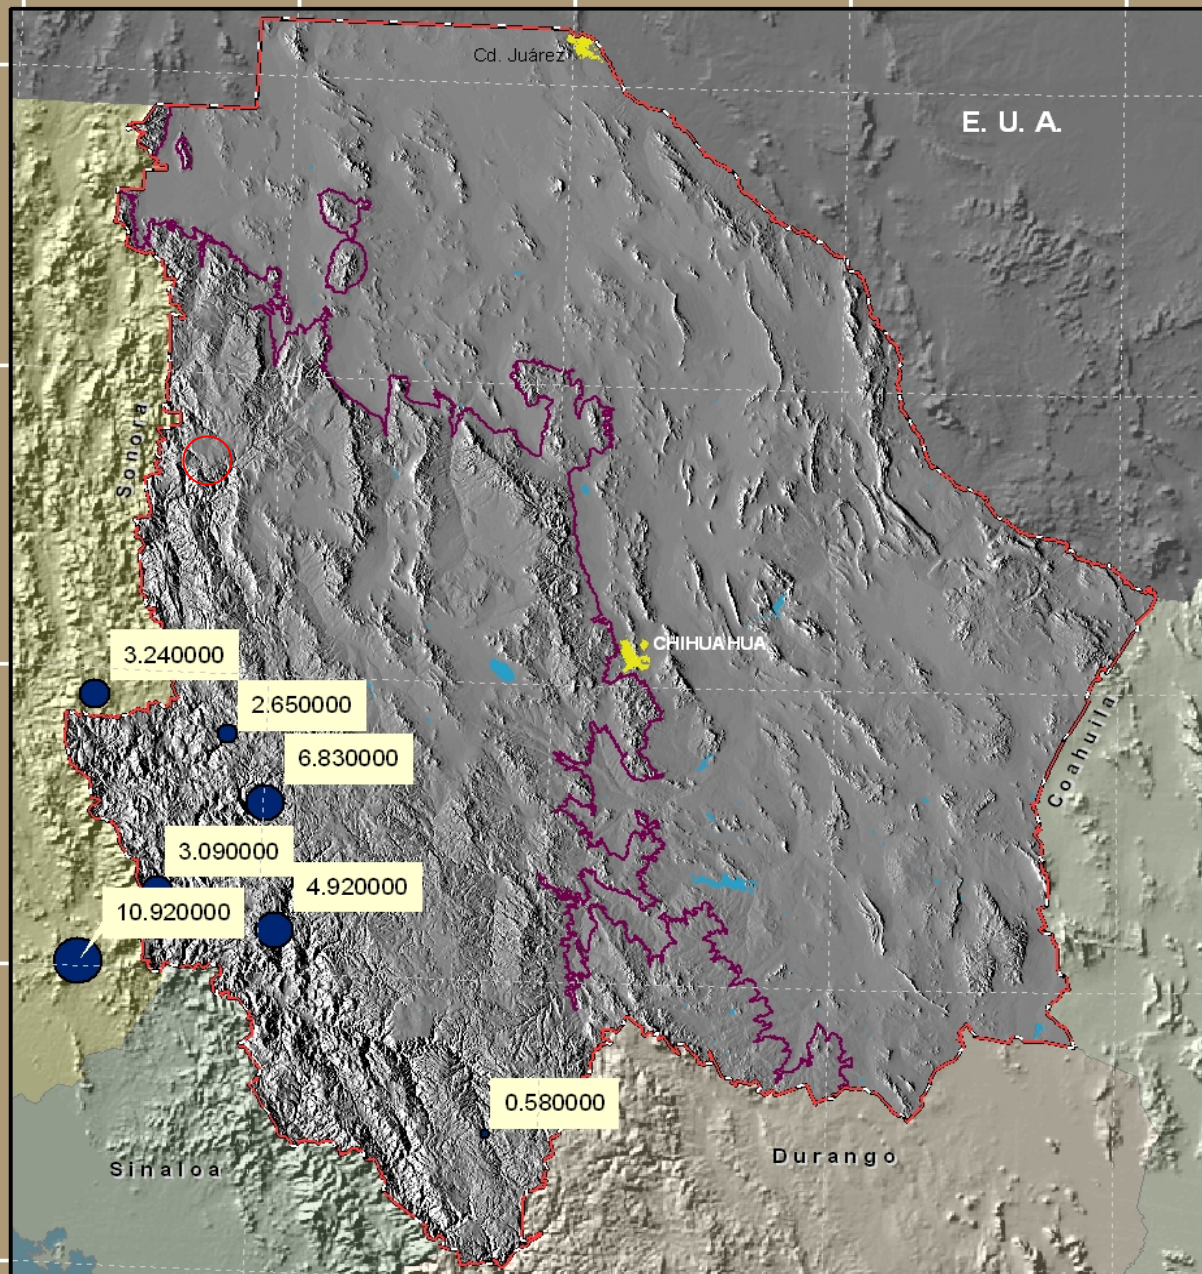 Cd. Juárez
E. U. A.
Sonora
CHIHUAHUA
3.240000
2.650000
Coahuila
6.830000
3.090000
4.920000
10.920000
0.580000
Durango
Sinaloa